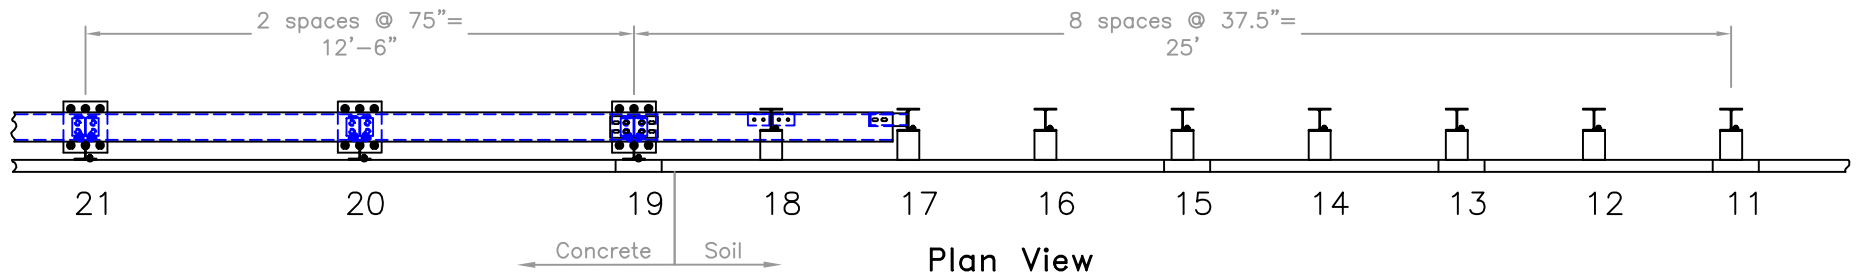 2 spaces @ 75"=
12'-6"
8 spaces @ 37.5"=
25'
21 20 19 18 17 16 15 14 13 12 11
Concrete Soil
Plan View